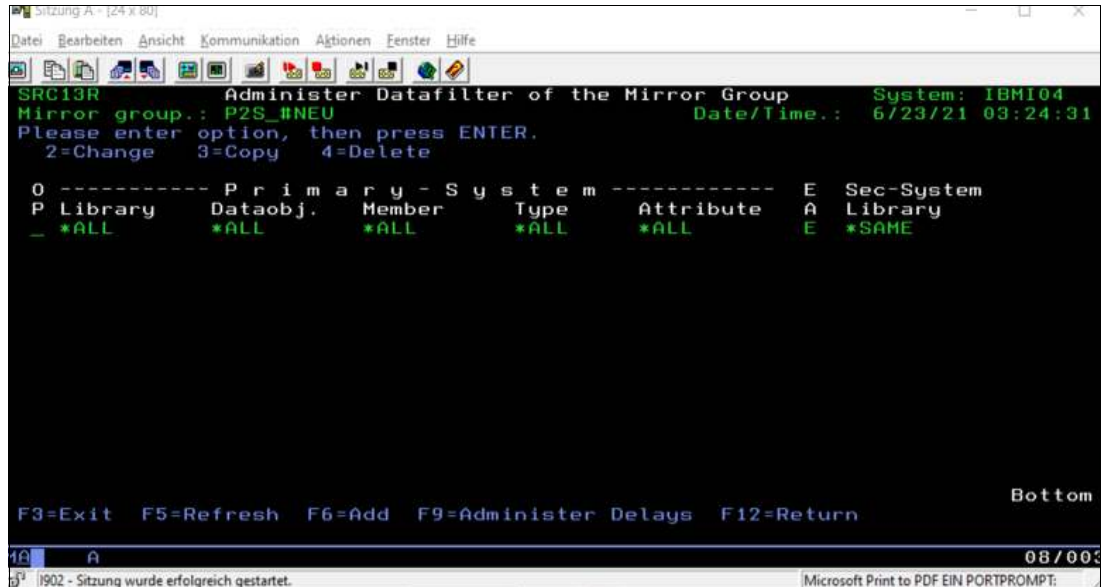 Sitzung A - [24 x 80]
Datei Bearbeiten Ansicht Kommunikation Aktionen Fenster Hilfe
SRC13R Administer Datafilter of the Mirror Group System: IBMI04
Mirror group.: P2S_#NEU Date/Time.: 6/23/21 03:24:31
Please enter option, then press ENTER.
2=Change 3=Copy 4=Delete
O ----------- P r i m a r y - S y s t e m ------------ E Sec-System
P Library Dataobj. Member Type Attribute A Library
_ *ALL *ALL *ALL *ALL *ALL E *SAME
Bottom
F3=Exit F5=Refresh F6=Add F9=Administer Delays F12=Return
MA A 08/003
I902 - Sitzung wurde erfolgreich gestartet. Microsoft Print to PDF EIN PORTPROMPT: